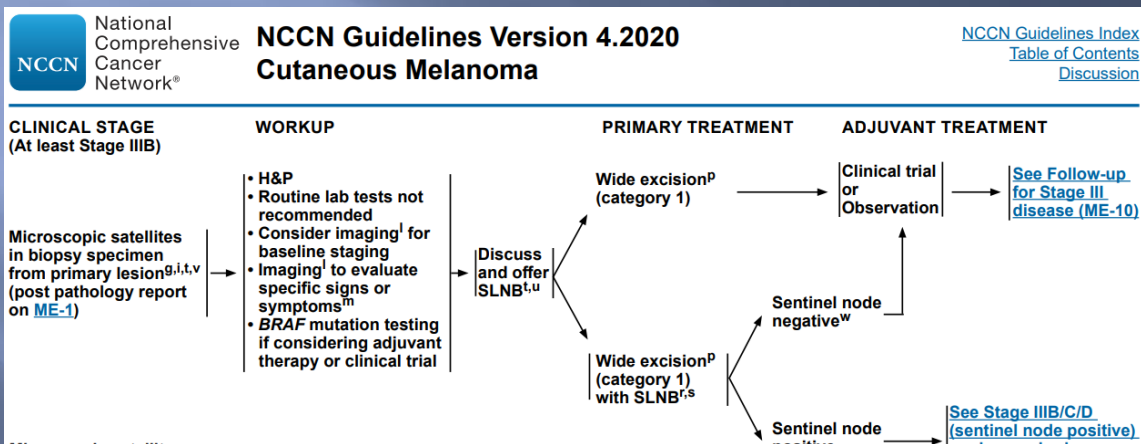 National
Comprehensive
Cancer
Network®
NCCN
NCCN Guidelines Version 4.2020
Cutaneous Melanoma
NCCN Guidelines Index
Table of Contents
Discussion
CLINICAL STAGE
(At least Stage IIIB)
WORKUP
PRIMARY TREATMENT
ADJUVANT TREATMENT
Microscopic satellites
in biopsy specimen
from primary lesiong,i,t,v
(post pathology report
on ME-1)
• H&P
• Routine lab tests not
recommended
• Consider imagingl for
baseline staging
• Imagingl to evaluate
specific signs or
symptomsm
• BRAF mutation testing
if considering adjuvant
therapy or clinical trial
Discuss
and offer
SLNBt,u
Wide excisionp
(category 1)
Clinical trial
or
Observation
See Follow-up
for Stage III
disease (ME-10)
Sentinel node
negativew
Wide excisionp
(category 1)
with SLNBr,s
Sentinel node
See Stage IIIB/C/D
(sentinel node positive)